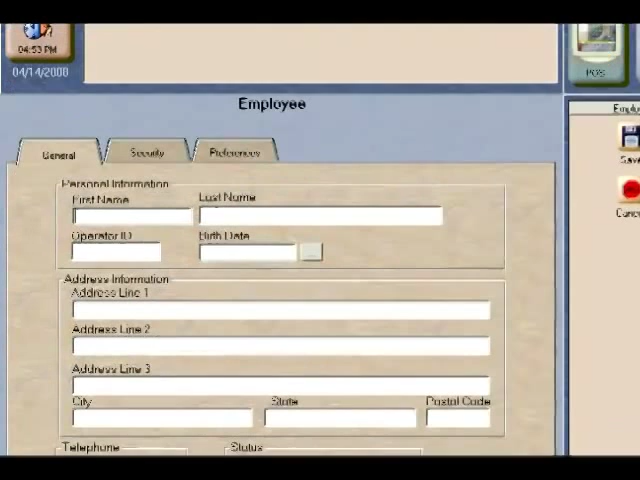 04:53 PM
04/14/2008
POS
Employee
General
Security
Preferences
Save
Personal Information
First Name
Last Name
Operator ID
Birth Date
Address Information
Address Line 1
Address Line 2
Address Line 3
City
State
Postal Code
Telephone
Status